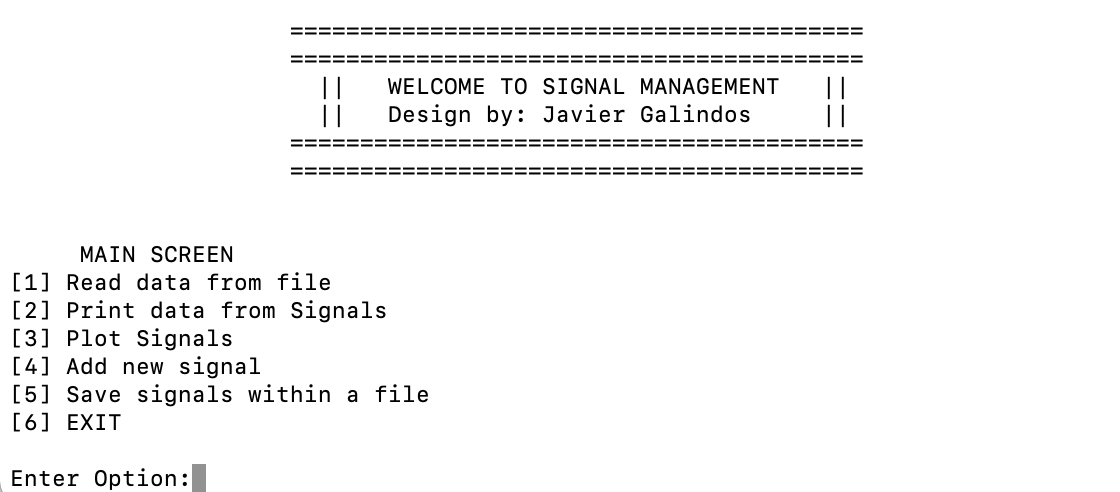 =========================================
=========================================
|| WELCOME TO SIGNAL MANAGEMENT ||
|| Design by: Javier Galindos ||
=========================================
=========================================
MAIN SCREEN
[1] Read data from file
[2] Print data from Signals
[3] Plot Signals
[4] Add new signal
[5] Save signals within a file
[6] EXIT
Enter Option: